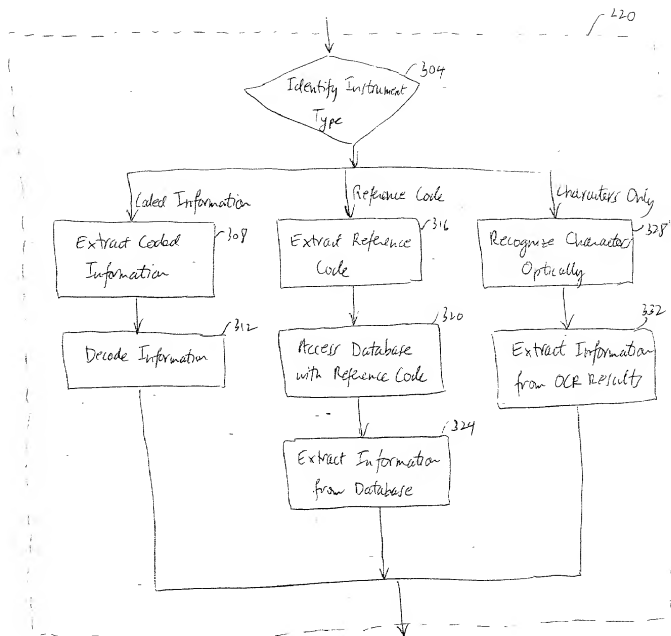 220
304
Identify Instrument
Type
Coded Information
Reference Code
Characters Only
308
Extract Coded
Information
316
Extract Reference
Code
328
Recognize Characters
Optically
312
Decode Information
320
Access Database
with Reference Code
332
Extract Information
from OCR Results
324
Extract Information
from Database